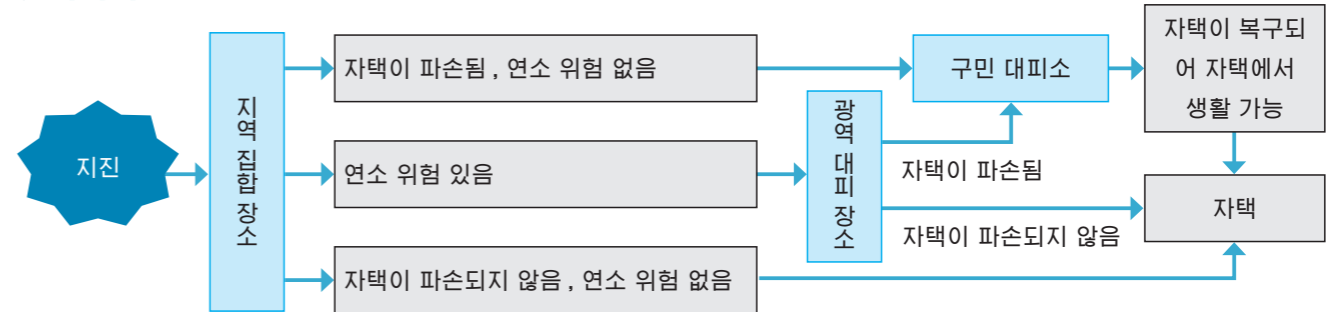 지진
지역 집합 장소
자택이 파손됨 , 연소 위험 없음
연소 위험 있음
자택이 파손되지 않음 , 연소 위험 없음
광역 대피 장소
구민 대피소
자택이 파손됨
자택이 파손되지 않음
자택이 복구되
어 자택에서
생활 가능
자택